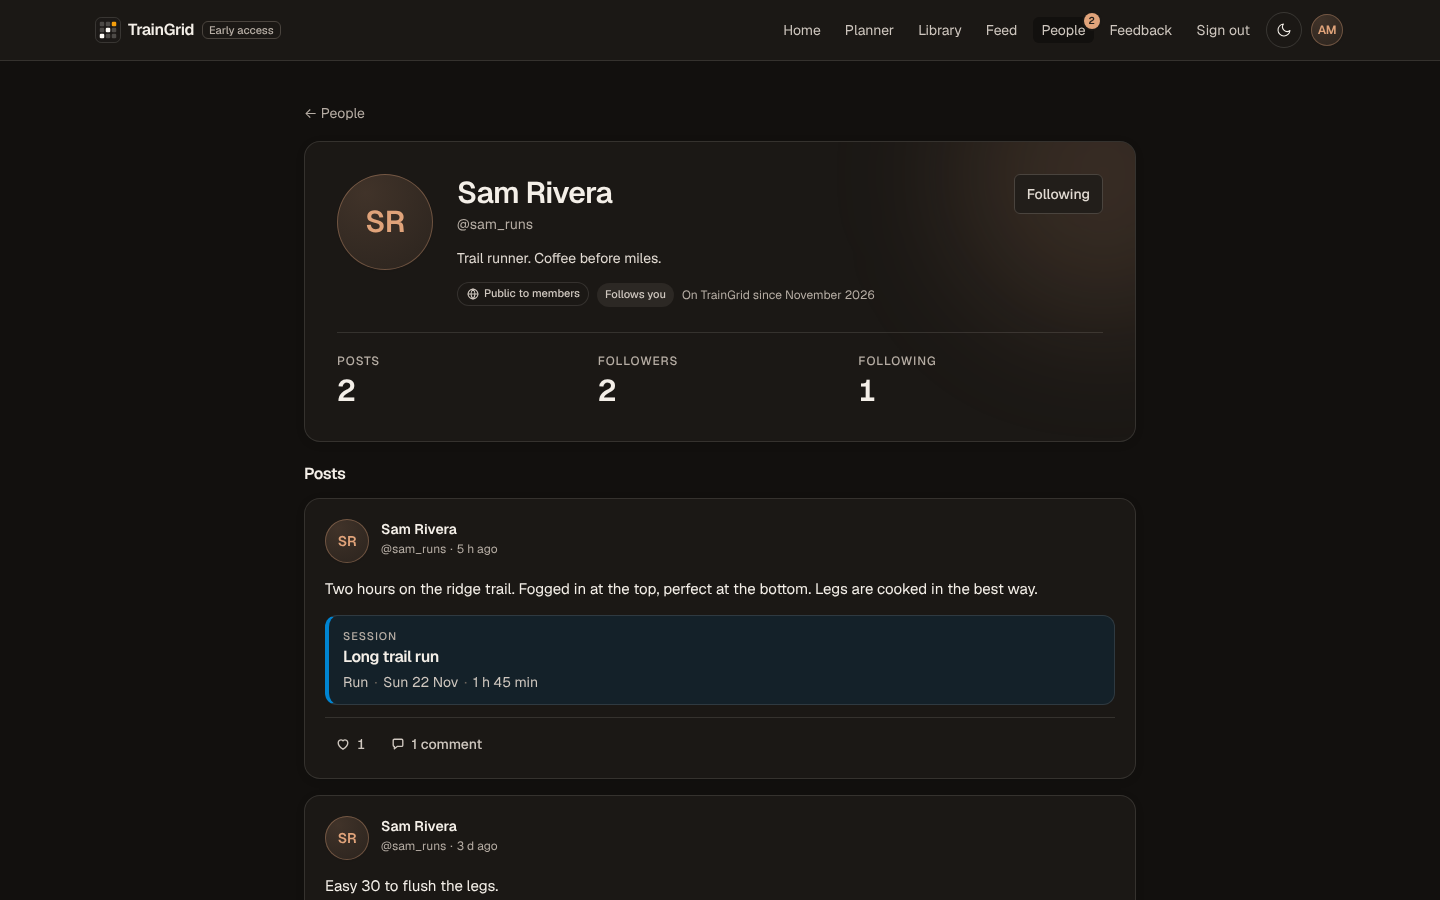 TrainGrid Early access Home Planner Library Feed People 2 Feedback Sign out AM
← People
SR
Sam Rivera
Following
@sam_runs
Trail runner. Coffee before miles.
Public to members Follows you On TrainGrid since November 2026
POSTS FOLLOWERS FOLLOWING
2 2 1
Posts
SR
Sam Rivera
@sam_runs · 5 h ago
Two hours on the ridge trail. Fogged in at the top, perfect at the bottom. Legs are cooked in the best way.
SESSION
Long trail run
Run · Sun 22 Nov · 1 h 45 min
1 1 comment
SR
Sam Rivera
@sam_runs · 3 d ago
Easy 30 to flush the legs.